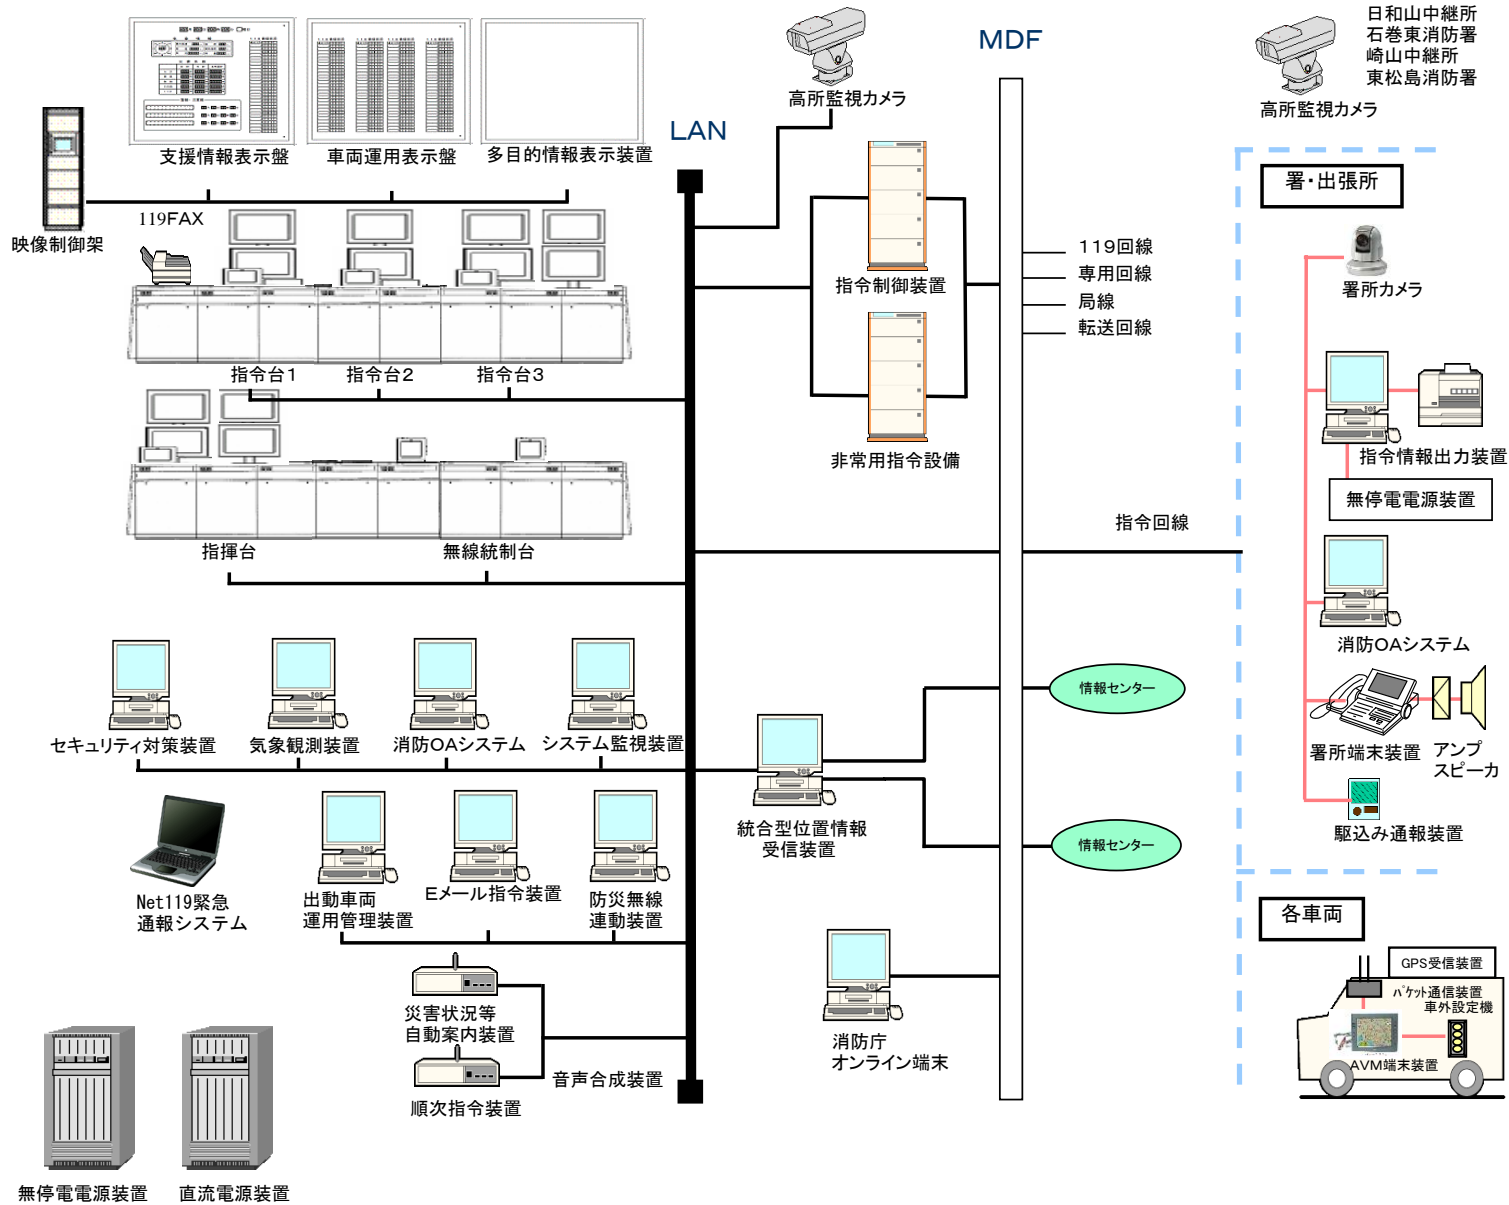 日和山中継所
石巻東消防署
崎山中継所
東松島消防署
MDF
高所監視カメラ
高所監視カメラ
LAN
支援情報表示盤
車両運用表示盤
多目的情報表示装置
署・出張所
119FAX
映像制御架
119回線
専用回線
局線
転送回線
指令制御装置
署所カメラ
指令台1
指令台2
指令台3
非常用指令設備
指令情報出力装置
無停電電源装置
指令回線
指揮台
無線統制台
消防OAシステム
情報センター
セキュリティ対策装置
気象観測装置
消防OAシステム
システム監視装置
署所端末装置
アンプ
スピーカ
統合型位置情報
受信装置
駆込み通報装置
情報センター
Net119緊急
通報システム
出動車両
運用管理装置
Eメール指令装置
防災無線
連動装置
各車両
GPS受信装置
パケット通信装置
車外設定機
AVM端末装置
災害状況等
自動案内装置
消防庁
オンライン端末
音声合成装置
順次指令装置
無停電電源装置
直流電源装置